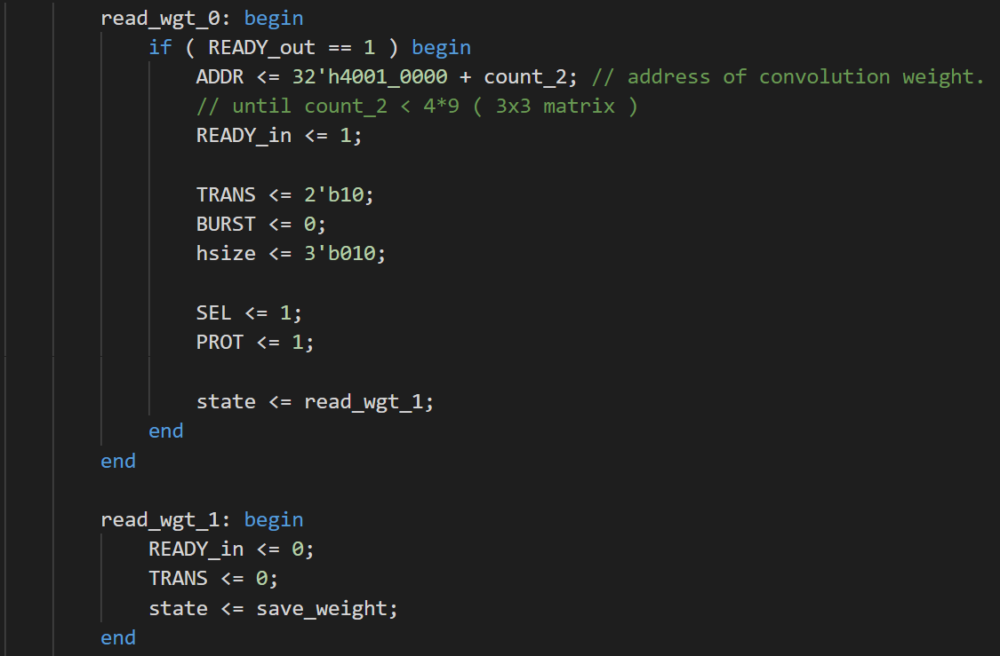 read_wgt_0: begin
if ( READY_out == 1 ) begin
ADDR <= 32'h4001_0000 + count_2; // address of convolution weight.
// until count_2 < 4*9 ( 3x3 matrix )
READY_in <= 1;
TRANS <= 2'b10;
BURST <= 0;
hsize <= 3'b010;
SEL <= 1;
PROT <= 1;
state <= read_wgt_1;
end
end
read_wgt_1: begin
READY_in <= 0;
TRANS <= 0;
state <= save_weight;
end